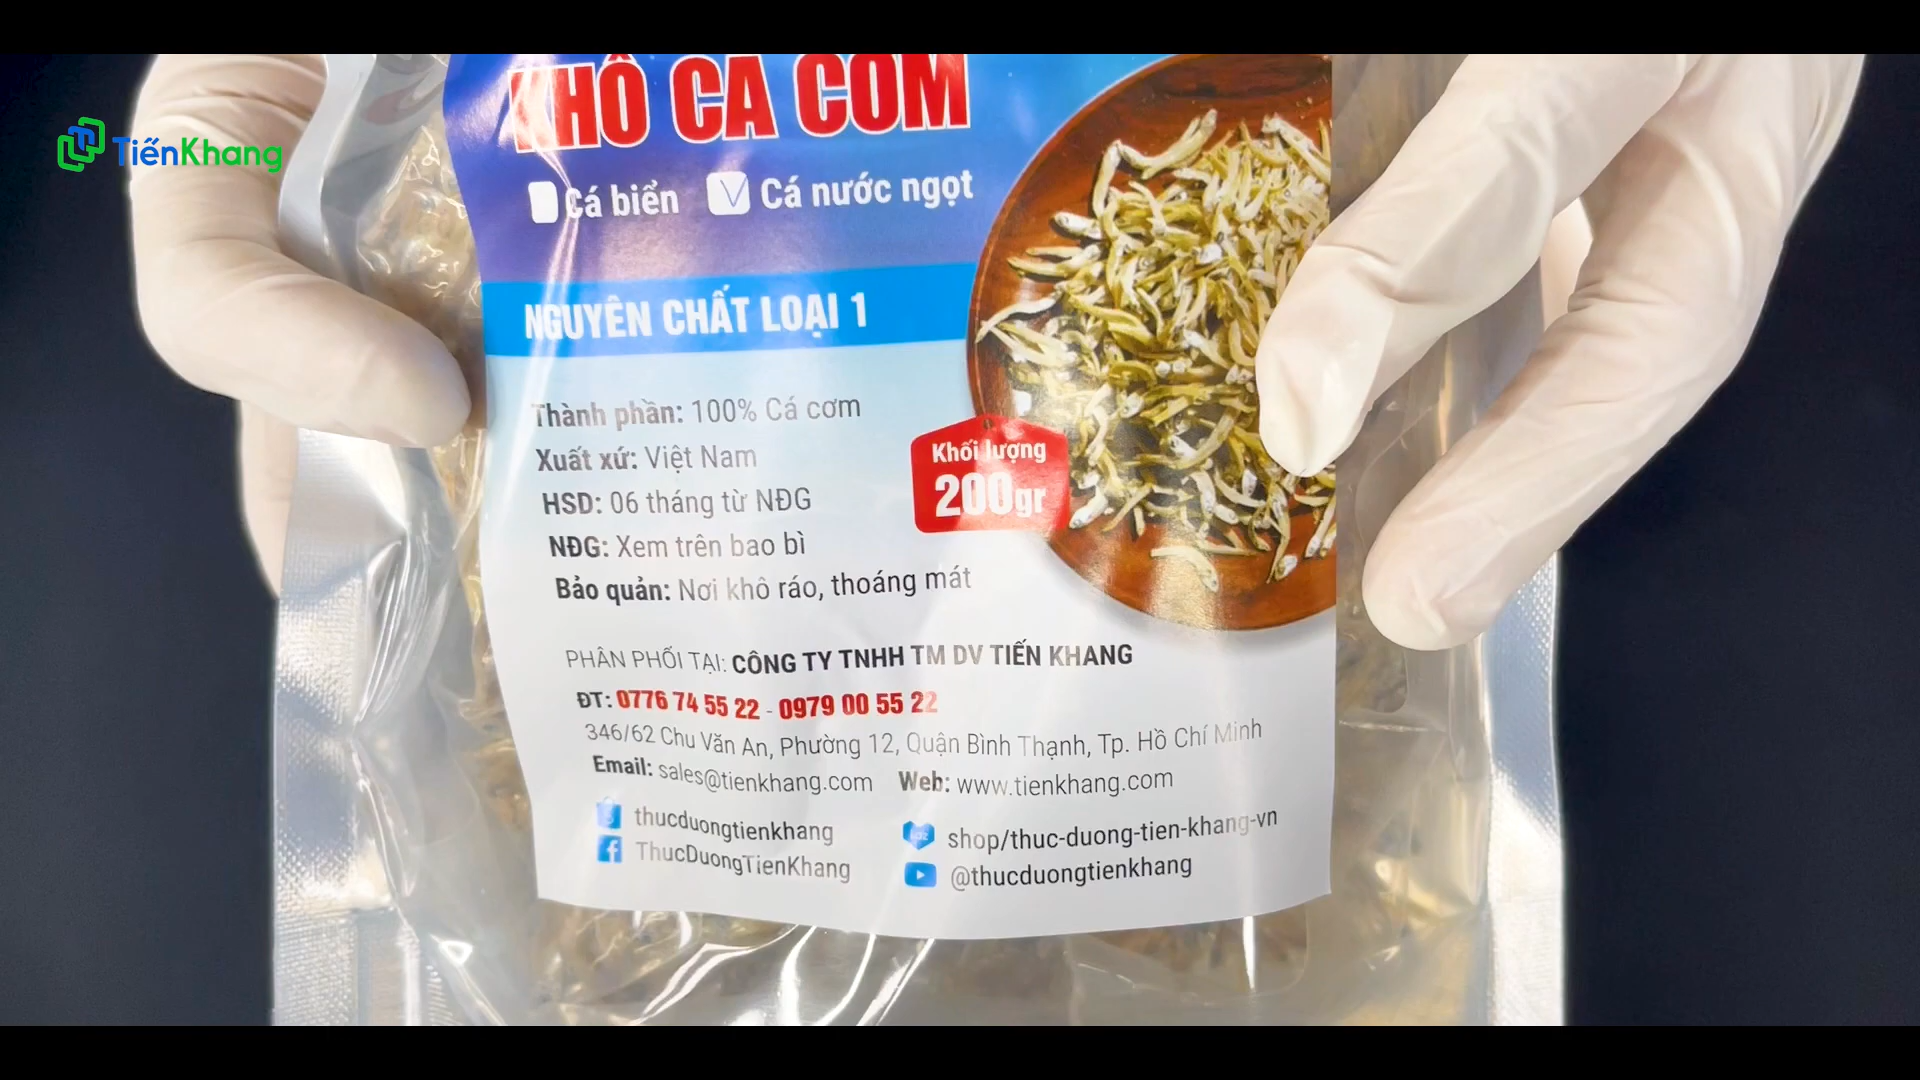 TiếnKhang
KHÔ CÁ CƠM
Cá biển
V Cá nước ngọt
NGUYÊN CHẤT LOẠI 1
Thành phần: 100% Cá cơm
Xuất xứ: Việt Nam
HSD: 06 tháng từ NĐG
NĐG: Xem trên bao bì
Bảo quản: Nơi khô ráo, thoáng mát
Khối lượng
200gr
PHÂN PHỐI TẠI: CÔNG TY TNHH TM DV TIẾN KHANG
ĐT: 0776 74 55 22 - 0979 00 55 22
346/62 Chu Văn An, Phường 12, Quận Bình Thạnh, Tp. Hồ Chí Minh
Email: sales@tienkhang.com Web: www.tienkhang.com
thucduongtienkhang
shop/thuc-duong-tien-khang-vn
ThucDuongTienKhang
@thucduongtienkhang